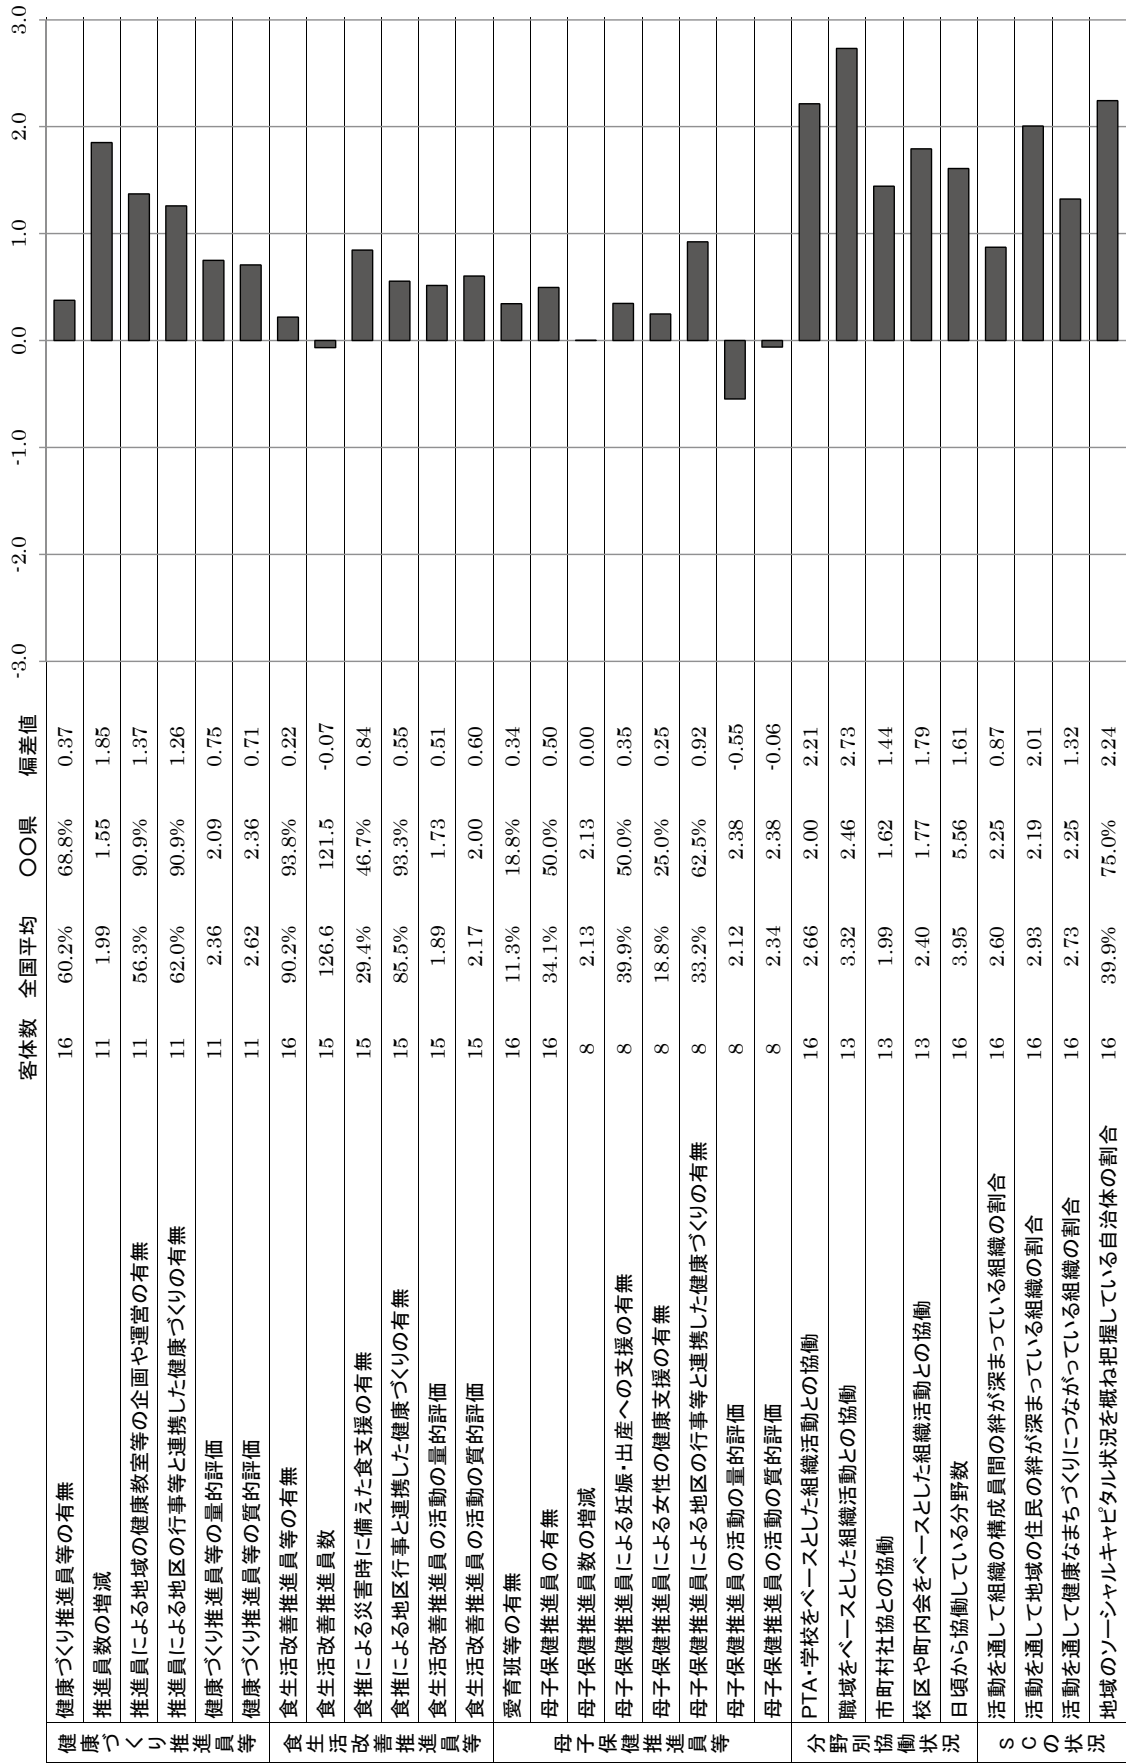 客体数 全国平均 〇〇県 偏差値 -3.0 -2.0 -1.0 0.0 1.0 2.0 3.0
健康づくり推進員等
健康づくり推進員等の有無 16 60.2% 68.8% 0.37
推進員数の増減 11 1.99 1.55 1.85
推進員による地域の健康教室等の企画や運営の有無 11 56.3% 90.9% 1.37
推進員による地区の行事等と連携した健康づくりの有無 11 62.0% 90.9% 1.26
健康づくり推進員等の量的評価 11 2.36 2.09 0.75
健康づくり推進員等の質的評価 11 2.62 2.36 0.71
食生活改善推進員等
食生活改善推進員等の有無 16 90.2% 93.8% 0.22
食生活改善推進員数 15 126.6 121.5 -0.07
食推による災害時に備えた食支援の有無 15 29.4% 46.7% 0.84
食推による地区行事と連携した健康づくりの有無 15 85.5% 93.3% 0.55
食生活改善推進員の活動の量的評価 15 1.89 1.73 0.51
食生活改善推進員の活動の質的評価 15 2.17 2.00 0.60
母子保健推進員等
愛育班等の有無 16 11.3% 18.8% 0.34
母子保健推進員の有無 16 34.1% 50.0% 0.50
母子保健推進員数の増減 8 2.13 2.13 0.00
母子保健推進員による妊娠・出産への支援の有無 8 39.9% 50.0% 0.35
母子保健推進員による女性の健康支援の有無 8 18.8% 25.0% 0.25
母子保健推進員による地区の行事等と連携した健康づくりの有無 8 33.2% 62.5% 0.92
母子保健推進員の活動の量的評価 8 2.12 2.38 -0.55
母子保健推進員の活動の質的評価 8 2.34 2.38 -0.06
分野別協働状況
PTA・学校をベースとした組織活動との協働 16 2.66 2.00 2.21
職域をベースとした組織活動との協働 13 3.32 2.46 2.73
市町村社協との協働 13 1.99 1.62 1.44
校区や町内会をベースとした組織活動との協働 13 2.40 1.77 1.79
日頃から協働している分野数 16 3.95 5.56 1.61
ＳＣの状況
活動を通して組織の構成員間の絆が深まっている組織の割合 16 2.60 2.25 0.87
活動を通して地域の住民の絆が深まっている組織の割合 16 2.93 2.19 2.01
活動を通して健康なまちづくりにつながっている組織の割合 16 2.73 2.25 1.32
地域のソーシャルキャピタル状況を概ね把握している自治体の割合 16 39.9% 75.0% 2.24